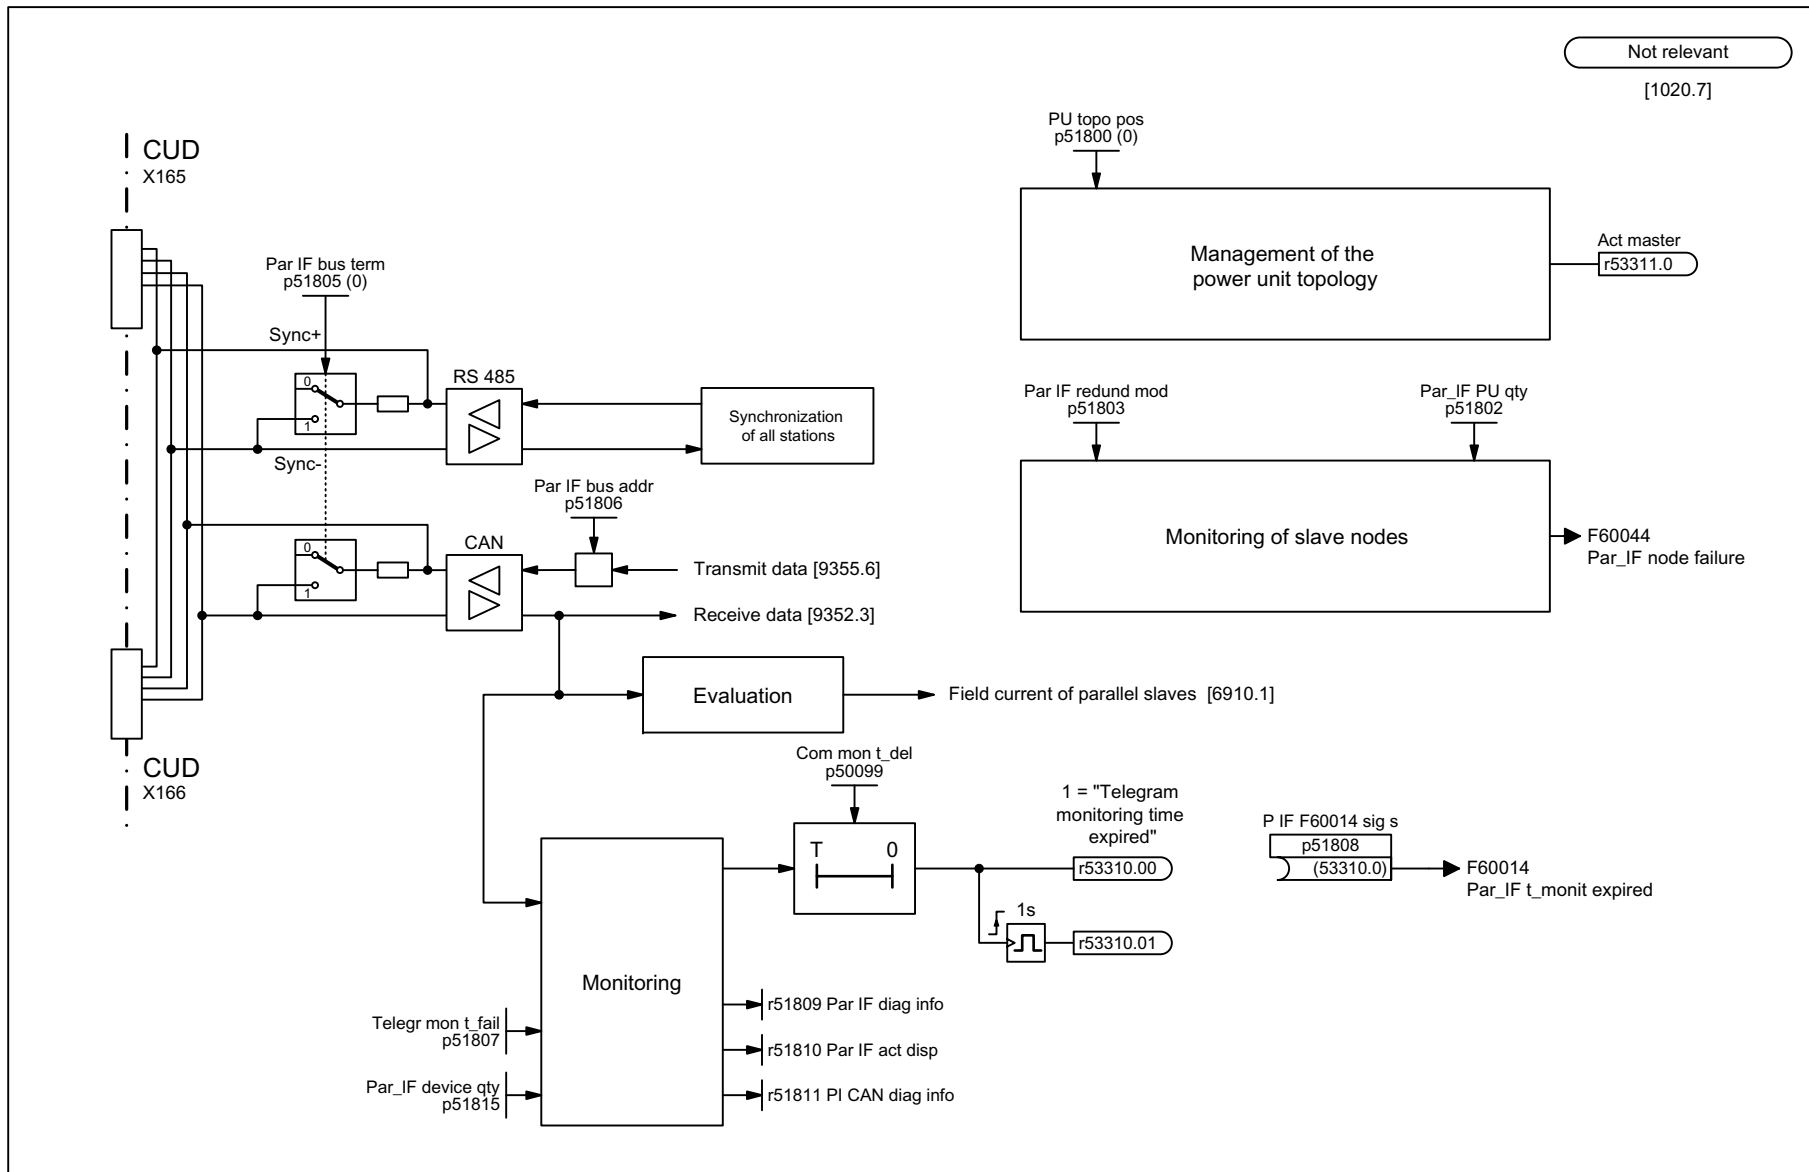 Not relevant
[1020.7]
CUD
X165
PU topo pos
p51800 (0)
Management of the
power unit topology
Act master
r53311.0
Par IF bus term
p51805 (0)
Sync+
0
1
RS 485
Synchronization
of all stations
Sync-
Par IF redund mod
p51803
Par_IF PU qty
p51802
Monitoring of slave nodes
F60044
Par_IF node failure
Par IF bus addr
p51806
0
1
CAN
Transmit data [9355.6]
Receive data [9352.3]
Evaluation
Field current of parallel slaves [6910.1]
CUD
X166
Com mon t_del
p50099
T 0
1 = "Telegram
monitoring time
expired"
r53310.00
1s
r53310.01
P IF F60014 sig s
p51808
(53310.0)
F60014
Par_IF t_monit expired
Monitoring
Telegr mon t_fail
p51807
Par_IF device qty
p51815
r51809 Par IF diag info
r51810 Par IF act disp
r51811 PI CAN diag info